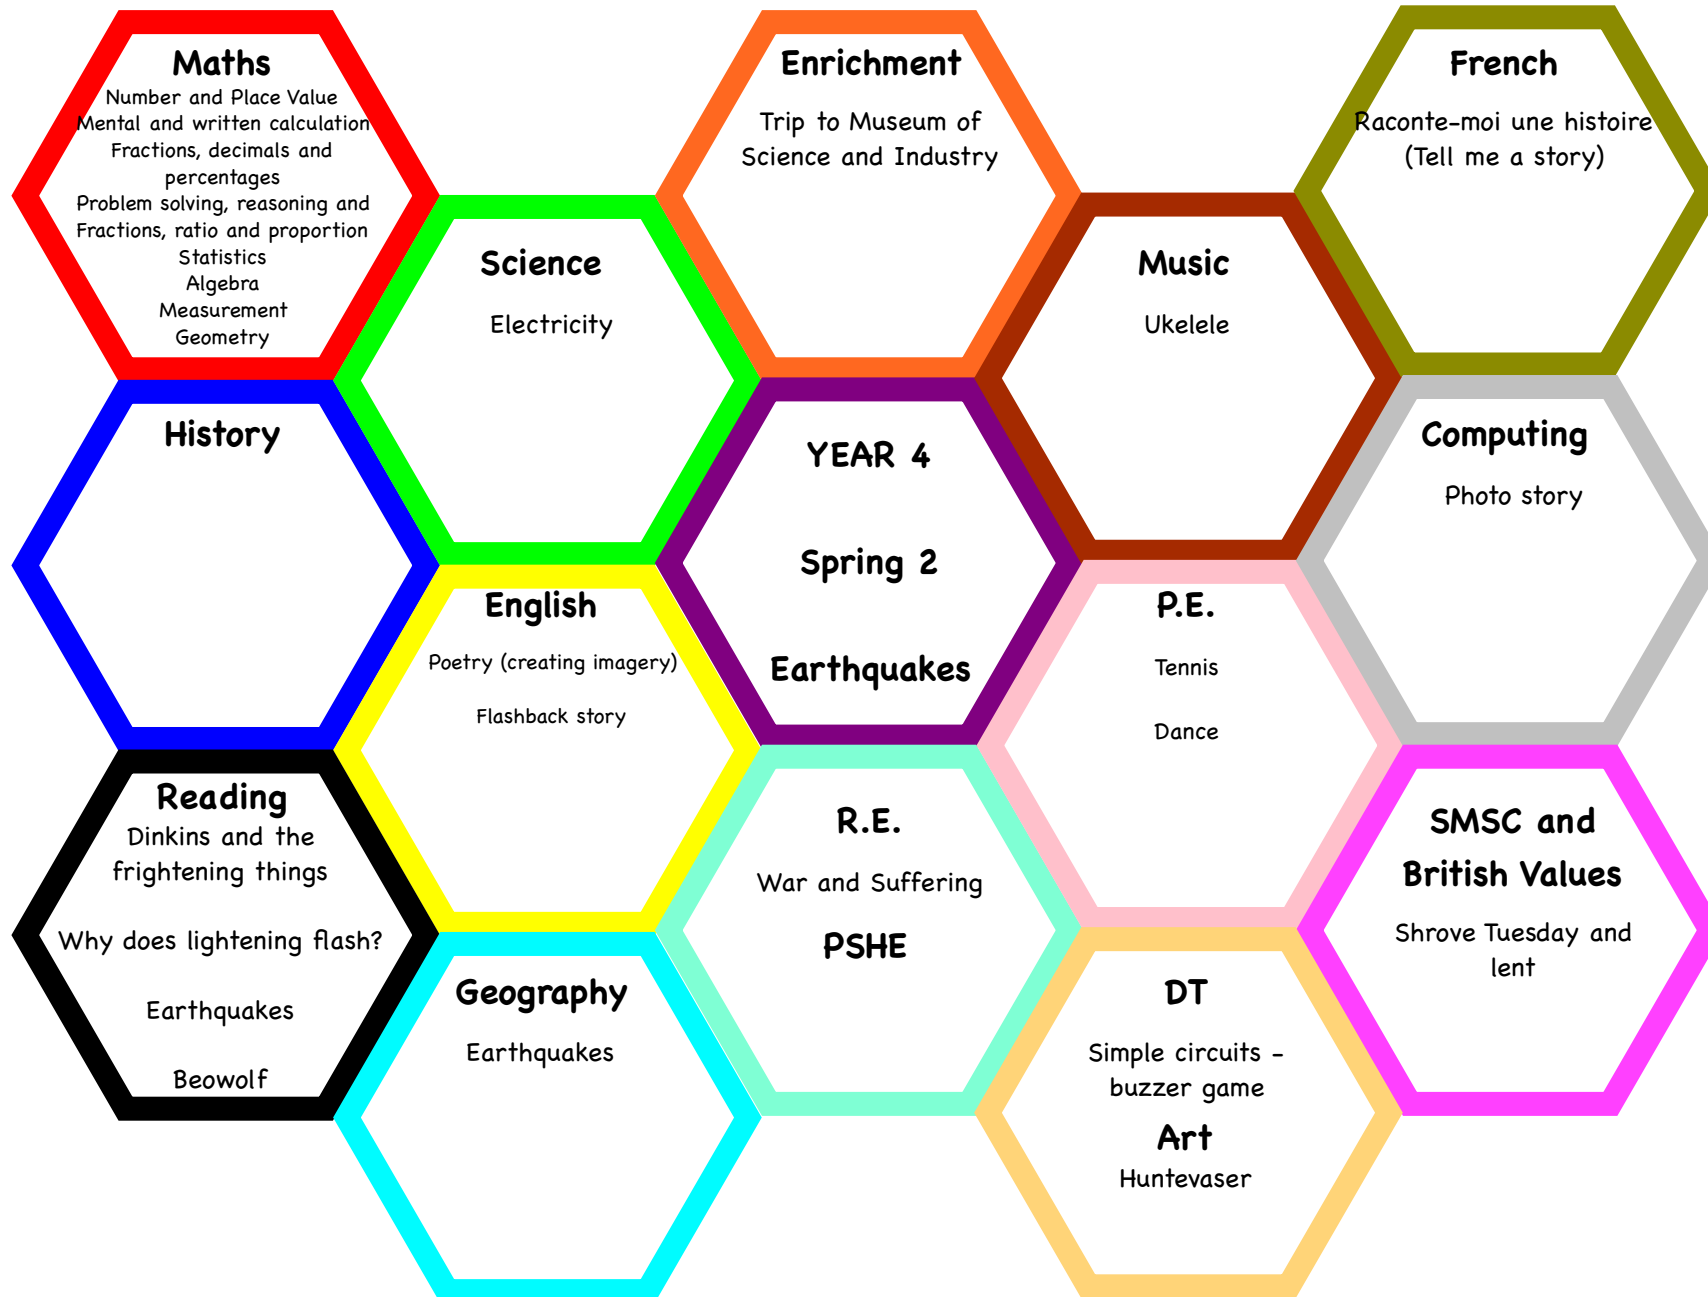 Maths
Number and Place Value
Mental and written calculation
Fractions, decimals and
percentages
Problem solving, reasoning and
Fractions, ratio and proportion
Statistics
Algebra
Measurement
Geometry
Enrichment
Trip to Museum of
Science and Industry
French
Raconte-moi une histoire
(Tell me a story)
Science
Electricity
Music
Ukelele
History
YEAR 4
Spring 2
Earthquakes
Computing
Photo story
English
Poetry (creating imagery)
Flashback story
P.E.
Tennis
Dance
Reading
Dinkins and the
frightening things
Why does lightening flash?
Earthquakes
Beowolf
R.E.
War and Suffering
PSHE
SMSC and
British Values
Shrove Tuesday and
lent
Geography
Earthquakes
DT
Simple circuits -
buzzer game
Art
Huntevaser